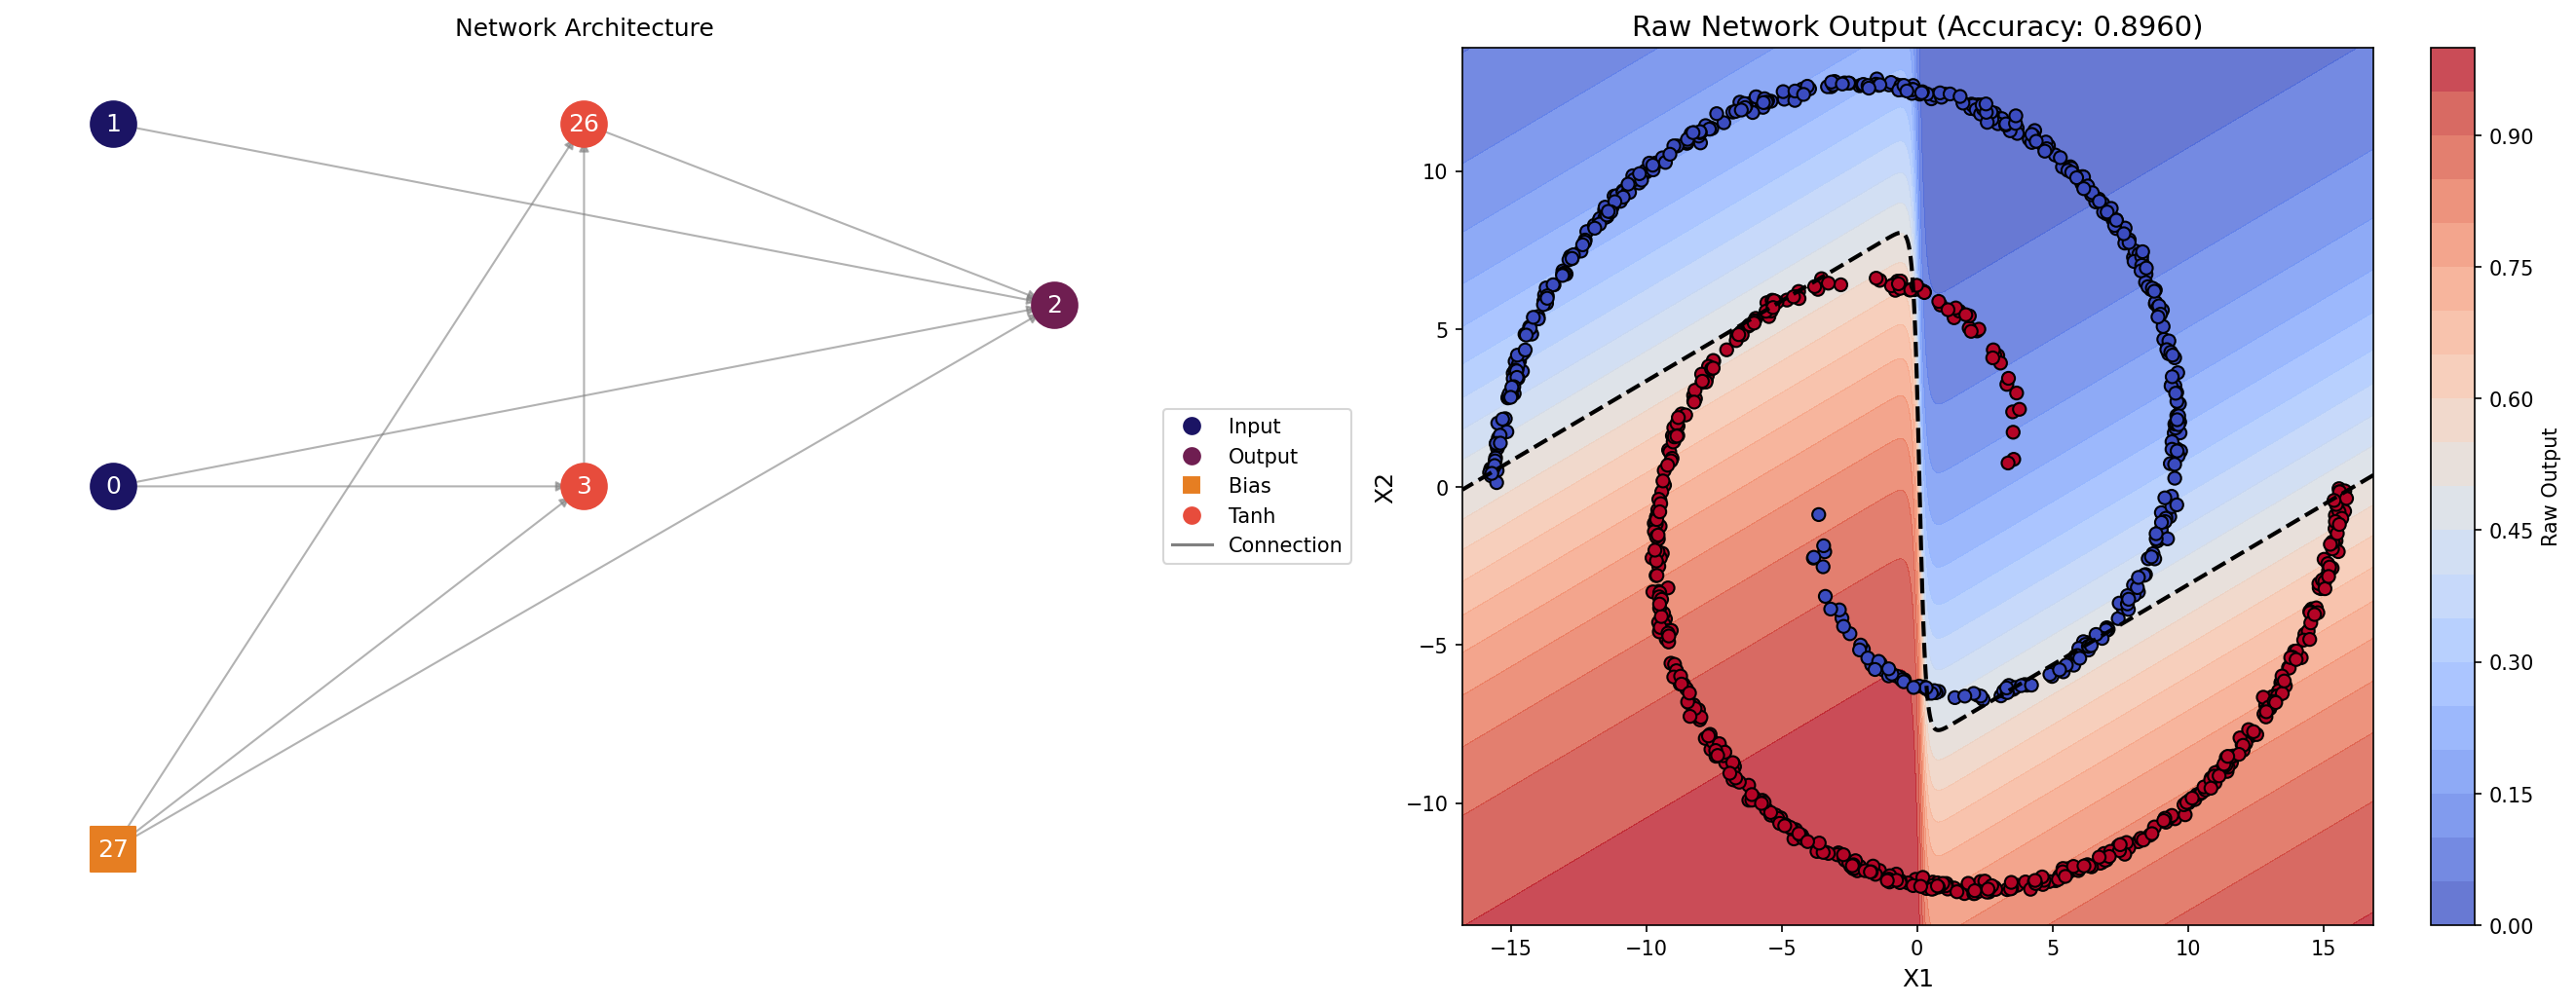 Network Architecture
1
26
2
0
3
27
Input
Output
Bias
Tanh
Connection
Raw Network Output (Accuracy: 0.8960)
X2
10
5
0
−5
−10
−15
−10
−5
0
5
10
15
X1
0.90
0.75
0.60
0.45
0.30
0.15
0.00
Raw Output